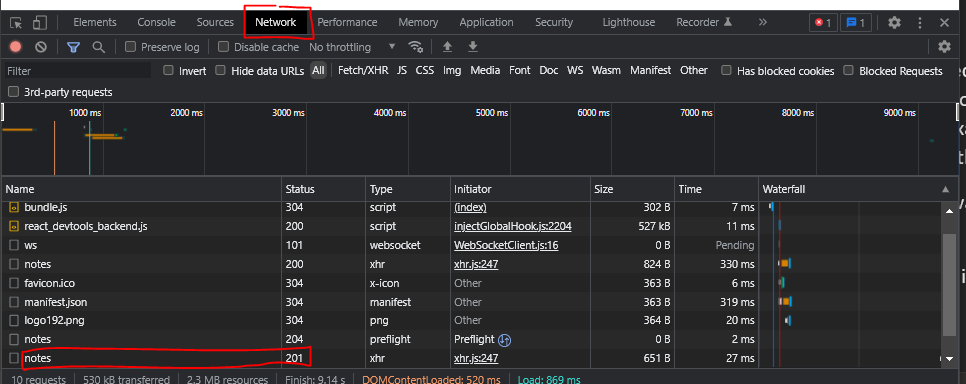 Elements Console Sources Network Performance Memory Application Security Lighthouse Recorder » 1 1
Preserve log Disable cache No throttling
Filter Invert Hide data URLs All Fetch/XHR JS CSS Img Media Font Doc WS Wasm Manifest Other Has blocked cookies Blocked Requests
3rd-party requests
1000 ms 2000 ms 3000 ms 4000 ms 5000 ms 6000 ms 7000 ms 8000 ms 9000 ms
Name Status Type Initiator Size Time Waterfall
bundle.js 304 script (index) 302 B 7 ms
react_devtools_backend.js 200 script injectGlobalHook.js:2204 527 kB 11 ms
ws 101 websocket WebSocketClient.js:16 0 B Pending
notes 200 xhr xhr.js:247 824 B 330 ms
favicon.ico 304 x-icon Other 363 B 6 ms
manifest.json 304 manifest Other 363 B 319 ms
logo192.png 304 png Other 364 B 20 ms
notes 204 preflight Preflight 0 B 2 ms
notes 201 xhr xhr.js:247 651 B 27 ms
10 requests 530 kB transferred 2.3 MB resources Finish: 9.14 s DOMContentLoaded: 520 ms Load: 869 ms